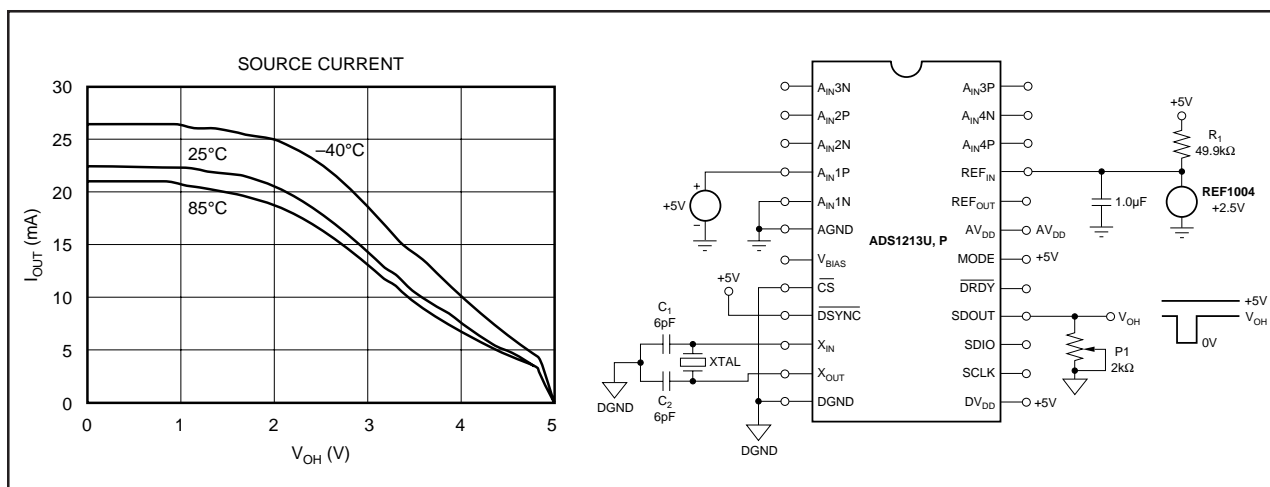 SOURCE CURRENT
30
25
20
15
10
5
0
I_OUT (mA)
–40°C
25°C
85°C
0 1 2 3 4 5
V_OH (V)
A_IN3N
A_IN2P
A_IN2N
A_IN1P
A_IN1N
AGND
V_BIAS
CS
DSYNC
X_IN
X_OUT
DGND
ADS1213U, P
A_IN3P
A_IN4N
A_IN4P
REF_IN
REF_OUT
AV_DD
MODE
DRDY
SDOUT
SDIO
SCLK
DV_DD
+
+5V
–
+5V
C_1
6pF
XTAL
C_2
6pF
DGND
DGND
+5V
R_1
49.9kΩ
1.0µF
REF1004
+2.5V
AV_DD
+5V
V_OH
P1
2kΩ
+5V
+5V
V_OH
0V